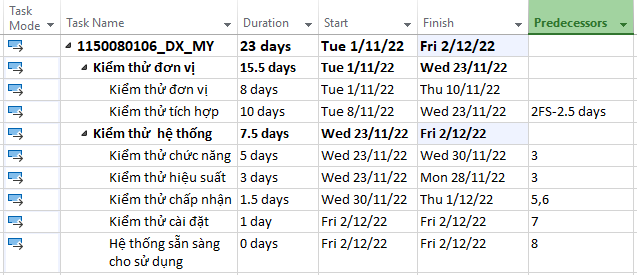 Task Mode Task Name Duration Start Finish Predecessors
1150080106_DX_MY 23 days Tue 1/11/22 Fri 2/12/22
Kiểm thử đơn vị 15.5 days Tue 1/11/22 Wed 23/11/22
Kiểm thử đơn vị 8 days Tue 1/11/22 Thu 10/11/22
Kiểm thử tích hợp 10 days Tue 8/11/22 Wed 23/11/22 2FS-2.5 days
Kiểm thử hệ thống 7.5 days Wed 23/11/22 Fri 2/12/22
Kiểm thử chức năng 5 days Wed 23/11/22 Wed 30/11/22 3
Kiểm thử hiệu suất 3 days Wed 23/11/22 Mon 28/11/22 3
Kiểm thử chấp nhận 1.5 days Wed 30/11/22 Thu 1/12/22 5,6
Kiểm thử cài đặt 1 day Fri 2/12/22 Fri 2/12/22 7
Hệ thống sẵn sàng 0 days Fri 2/12/22 Fri 2/12/22 8
cho sử dụng